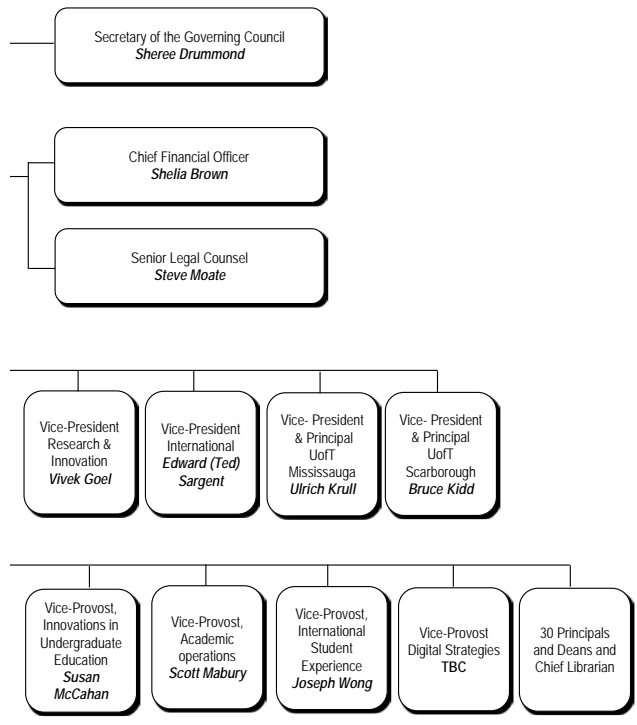 Secretary of the Governing Council
Sheree Drummond
Chief Financial Officer
Shelia Brown
Senior Legal Counsel
Steve Moate
Vice-President
Research &
Innovation
Vivek Goel
Vice-President
International
Edward (Ted)
Sargent
Vice- President
& Principal
UofT
Mississauga
Ulrich Krull
Vice- President
& Principal
UofT
Scarborough
Bruce Kidd
Vice-Provost,
Innovations in
Undergraduate
Education
Susan
McCahan
Vice-Provost,
Academic
operations
Scott Mabury
Vice-Provost,
International
Student
Experience
Joseph Wong
Vice-Provost
Digital Strategies
TBC
30 Principals
and Deans and
Chief Librarian